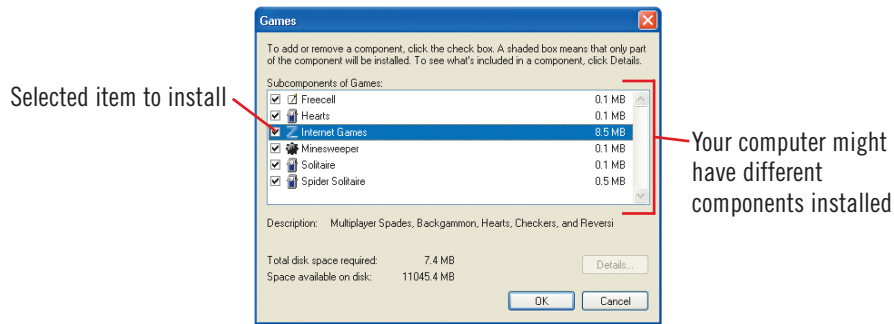 Games
To add or remove a component, click the check box. A shaded box means that only part
of the component will be installed. To see what's included in a component, click Details.
Subcomponents of Games:
Selected item to install
Freecell 0.1 MB
Hearts 0.1 MB
Internet Games 8.5 MB
Minesweeper 0.1 MB
Solitaire 0.1 MB
Spider Solitaire 0.5 MB
Your computer might
have different
components installed
Description: Multiplayer Spades, Backgammon, Hearts, Checkers, and Reversi
Total disk space required: 7.4 MB
Details...
Space available on disk: 11045.4 MB
OK Cancel